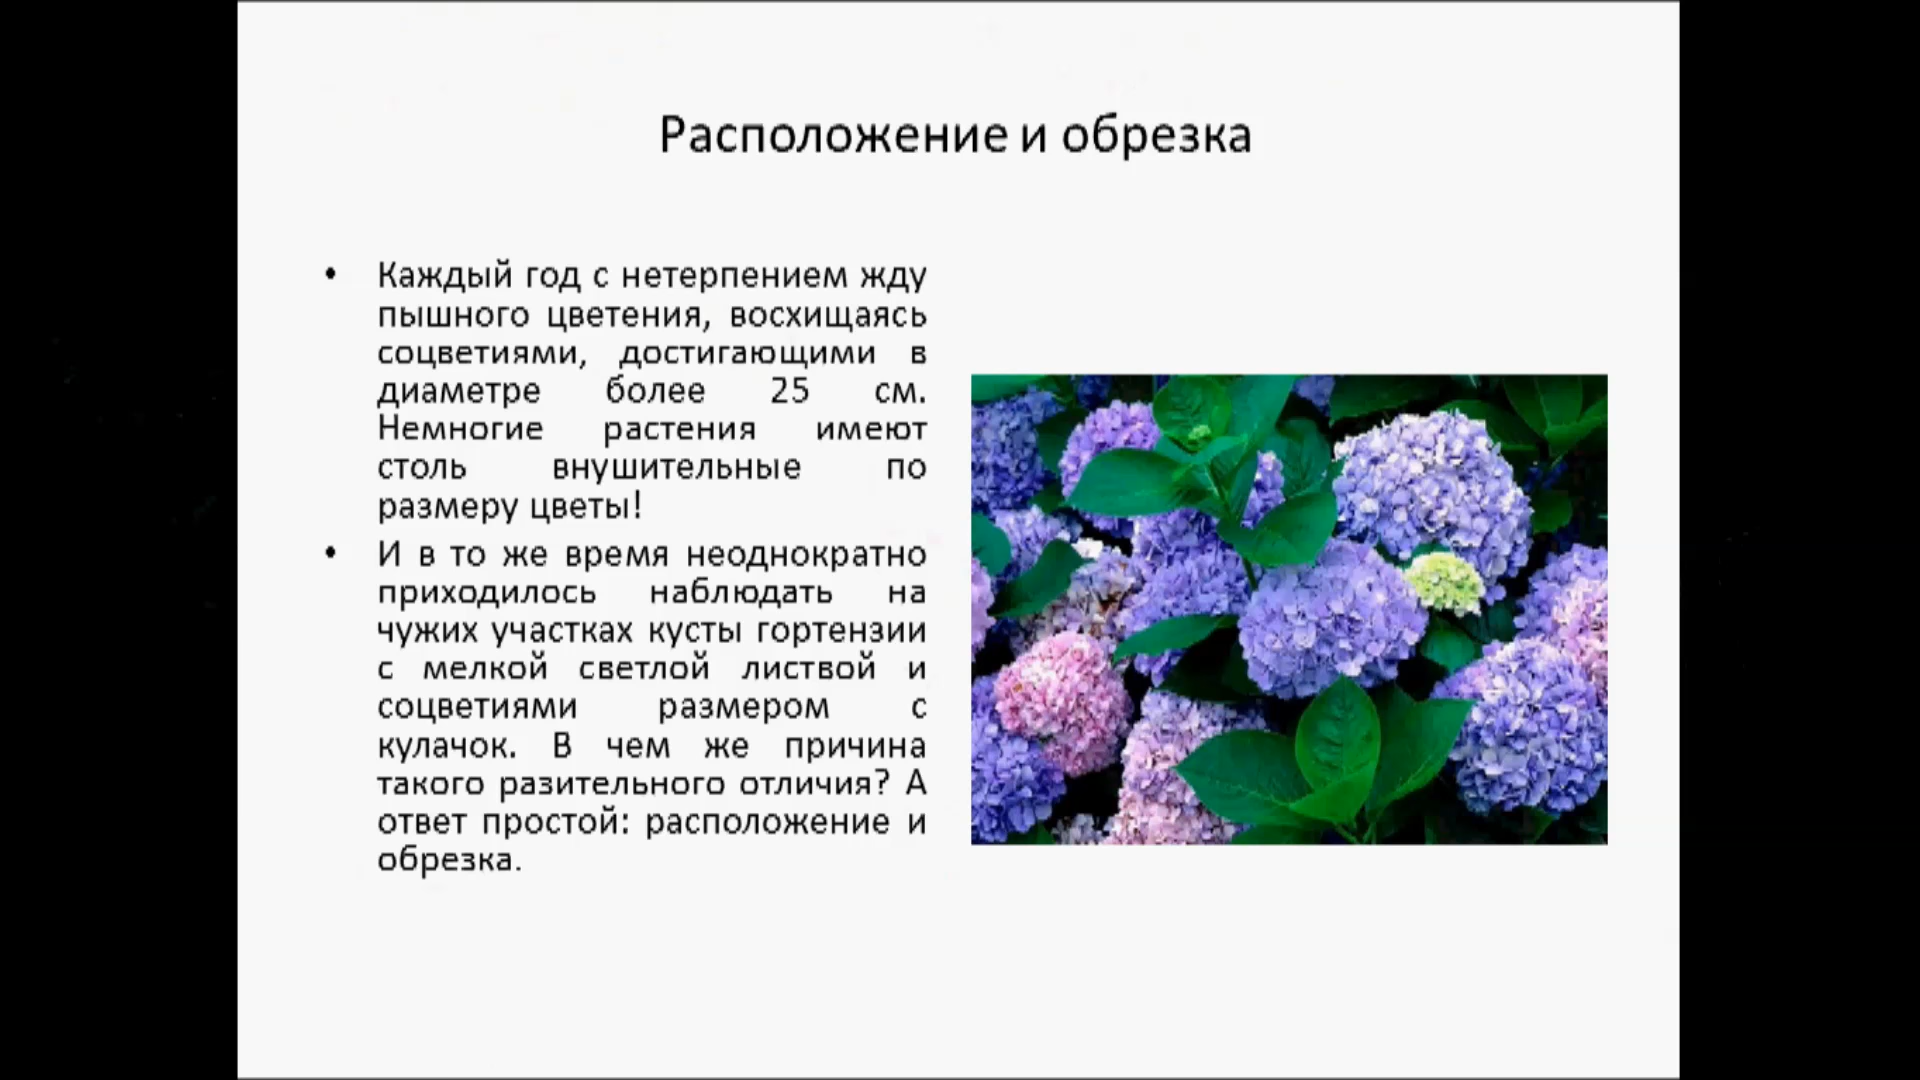 Расположение и обрезка
• Каждый год с нетерпением жду
пышного цветения, восхищаясь
соцветиями, достигающими в
диаметре более 25 см.
Немногие растения имеют
столь внушительные по
размеру цветы!
• И в то же время неоднократно
приходилось наблюдать на
чужих участках кусты гортензии
с мелкой светлой листвой и
соцветиями размером с
кулачок. В чем же причина
такого разительного отличия? А
ответ простой: расположение и
обрезка.